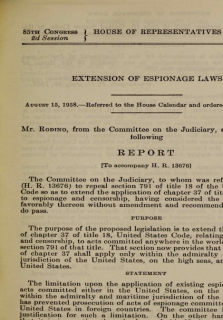 85TH CONGRESS
2d Session
HOUSE OF REPRESENTATIVES
EXTENSION OF ESPIONAGE LAWS
AUGUST 15, 1958.—Referred to the House Calendar and ordere
Mr. RODINO, from the Committee on the Judiciary, s
following
REPORT
[To accompany H. R. 13676]
The Committee on the Judiciary, to whom was ref
(H. R. 13676) to repeal section 791 of title 18 of the U
Code so as to extend the application of chapter 37 of titl
to espionage and censorship, having considered the
favorably thereon without amendment and recommend
do pass.
PURPOSE
The purpose of the proposed legislation is to extend th
of chapter 37 of title 18, United States Code, relating
and censorship, to acts committed anywhere in the world
section 791 of that title. That section now provides that
of chapter 37 shall apply only within the admiralty
jurisdiction of the United States, on the high seas, an
United States.
STATEMENT
The limitation upon the application of existing espi
acts committed either in the United States, on the
within the admiralty and maritime jurisdiction of the
has prevented prosecution of acts of espionage committ
United States in foreign countries. The committee
justification for such a limitation. On the other han